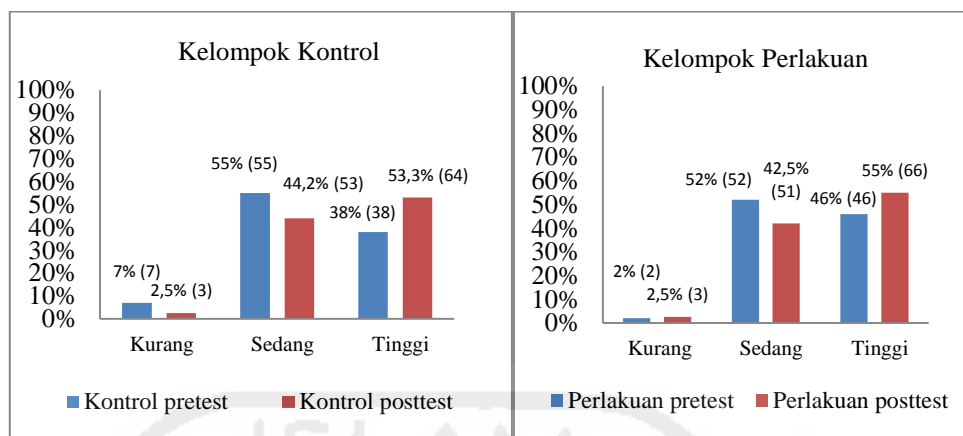 Kelompok Kontrol
100%
90%
80%
70%
60%
50%
40%
30%
20%
10%
0%
7% (7)
2,5% (3)
55% (55)
44,2% (53)
38% (38)
53,3% (64)
Kurang
Sedang
Tinggi
Kontrol pretest
Kontrol posttest
Kelompok Perlakuan
100%
90%
80%
70%
60%
50%
40%
30%
20%
10%
0%
2% (2)
2,5% (3)
52% (52)
42,5%
(51)
46% (46)
55% (66)
Kurang
Sedang
Tinggi
Perlakuan pretest
Perlakuan posttest